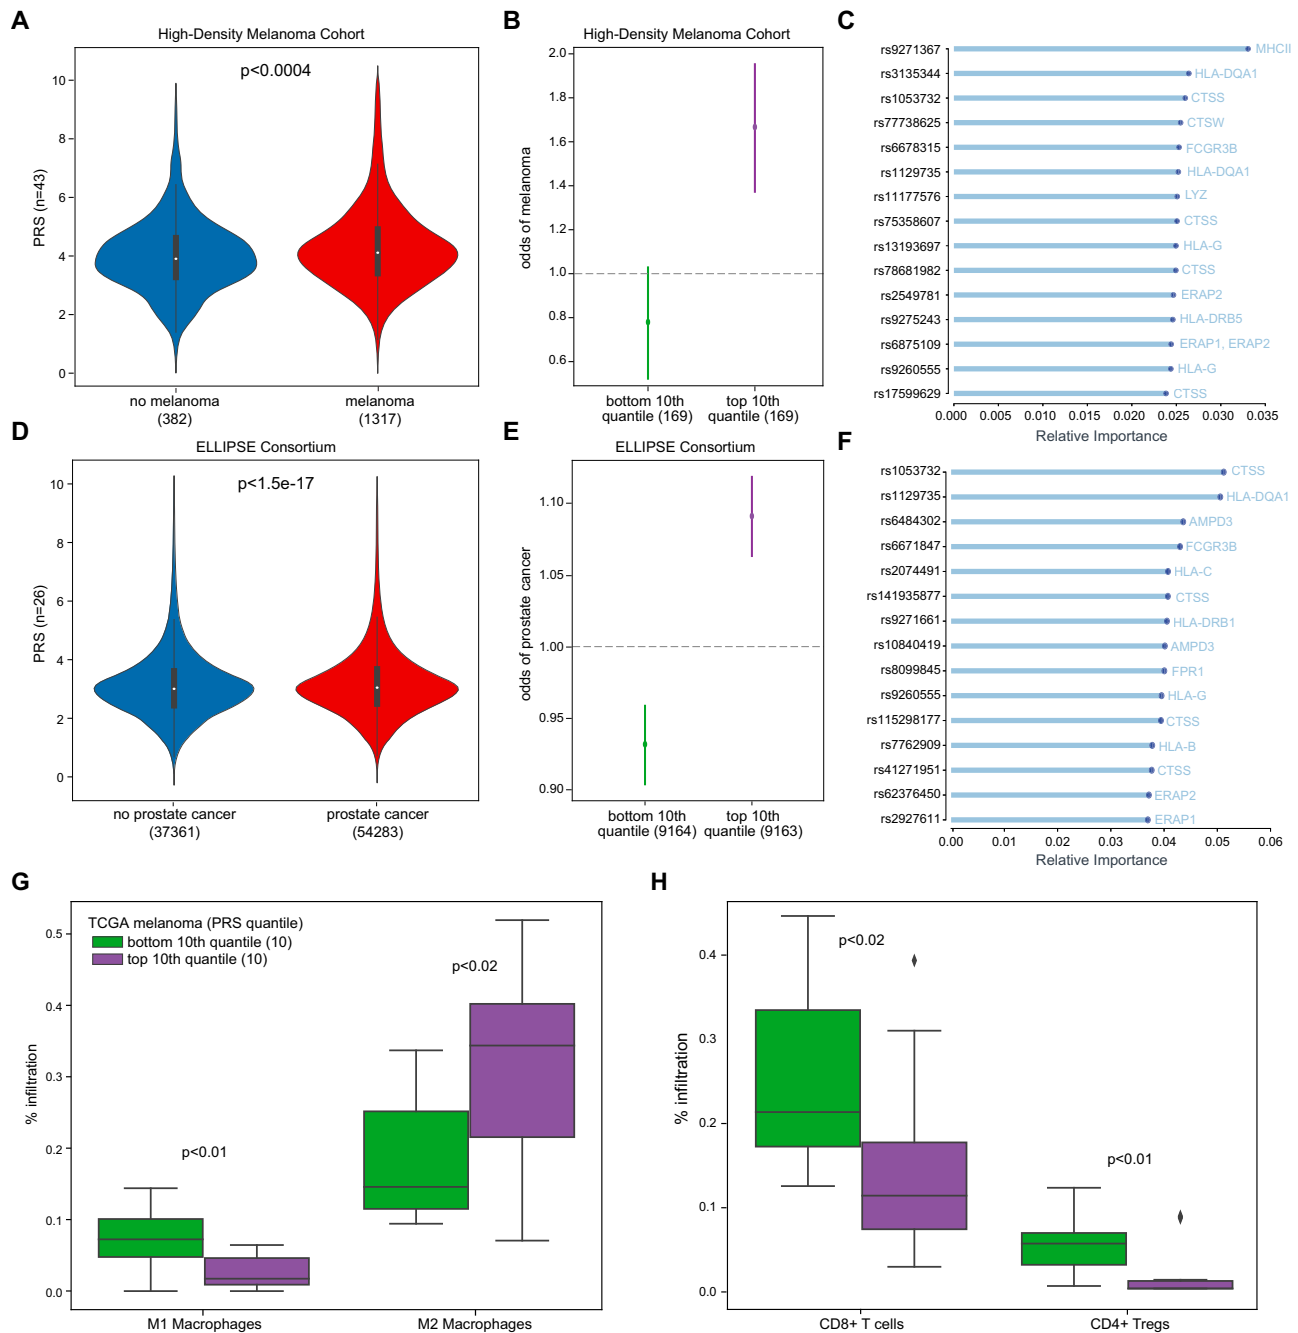 A
High-Density Melanoma Cohort
p<0.0004
PRS (n=43)
10
8
6
4
2
0
no melanoma
(382)
melanoma
(1317)
B
High-Density Melanoma Cohort
odds of melanoma
2.0
1.8
1.6
1.4
1.2
1.0
0.8
0.6
bottom 10th
quantile (169)
top 10th
quantile (169)
C
rs9271367 MHCII
rs3135344 HLA-DQA1
rs1053732 CTSS
rs77738625 CTSW
rs6678315 FCGR3B
rs1129735 HLA-DQA1
rs11177576 LYZ
rs75358607 CTSS
rs13193697 HLA-G
rs78681982 CTSS
rs2549781 ERAP2
rs9275243 HLA-DRB5
rs6875109 ERAP1, ERAP2
rs9260555 HLA-G
rs17599629 CTSS
0.000 0.005 0.010 0.015 0.020 0.025 0.030 0.035
Relative Importance
D
ELLIPSE Consortium
p<1.5e-17
PRS (n=26)
10
8
6
4
2
0
no prostate cancer
(37361)
prostate cancer
(54283)
E
ELLIPSE Consortium
odds of prostate cancer
1.10
1.05
1.00
0.95
0.90
bottom 10th
quantile (9164)
top 10th
quantile (9163)
F
rs1053732 CTSS
rs1129735 HLA-DQA1
rs6484302 AMPD3
rs6671847 FCGR3B
rs2074491 HLA-C
rs141935877 CTSS
rs9271661 HLA-DRB1
rs10840419 AMPD3
rs8099845 FPR1
rs9260555 HLA-G
rs115298177 CTSS
rs7762909 HLA-B
rs41271951 CTSS
rs62376450 ERAP2
rs2927611 ERAP1
0.00 0.01 0.02 0.03 0.04 0.05 0.06
Relative Importance
G
TCGA melanoma (PRS quantile)
bottom 10th quantile (10)
top 10th quantile (10)
% infiltration
0.5
0.4
0.3
0.2
0.1
0.0
p<0.01
p<0.02
M1 Macrophages
M2 Macrophages
H
% infiltration
0.4
0.3
0.2
0.1
0.0
p<0.02
p<0.01
CD8+ T cells
CD4+ Tregs